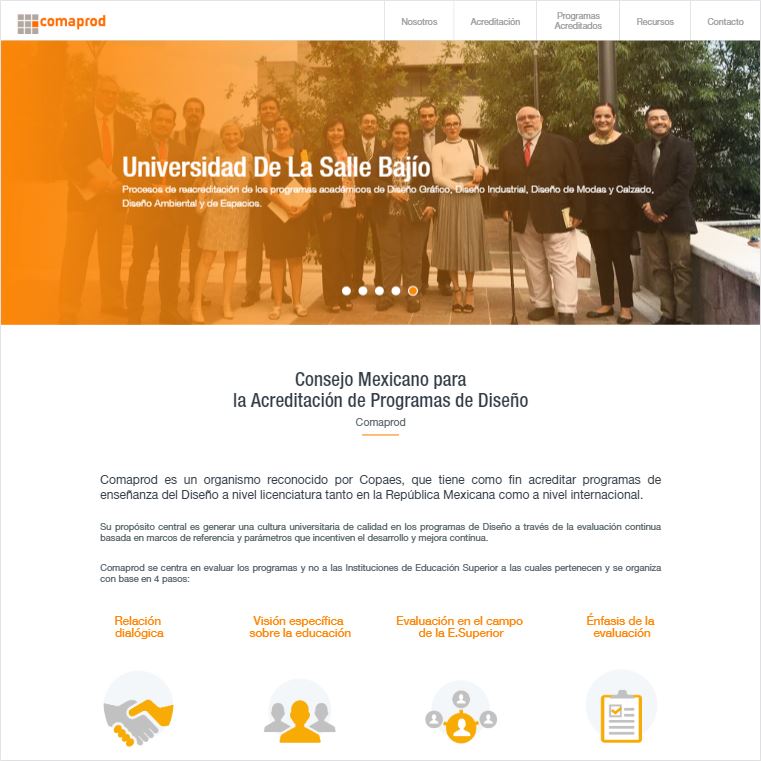 comaprod
Nosotros
Acreditación
Programas
Acreditados
Recursos
Contacto
Universidad De La Salle Bajío
Procesos de reacreditación de los programas académicos de Diseño Gráfico, Diseño Industrial, Diseño de Modas y Calzado,
Diseño Ambiental y de Espacios.
Consejo Mexicano para
la Acreditación de Programas de Diseño
Comaprod
Comaprod es un organismo reconocido por Copaes, que tiene como fin acreditar programas de
enseñanza del Diseño a nivel licenciatura tanto en la República Mexicana como a nivel internacional.
Su propósito central es generar una cultura universitaria de calidad en los programas de Diseño a través de la evaluación continua
basada en marcos de referencia y parámetros que incentiven el desarrollo y mejora continua.
Comaprod se centra en evaluar los programas y no a las Instituciones de Educación Superior a las cuales pertenecen y se organiza
con base en 4 pasos:
Relación
dialógica
Visión específica
sobre la educación
Evaluación en el campo
de la E.Superior
Énfasis de la
evaluación